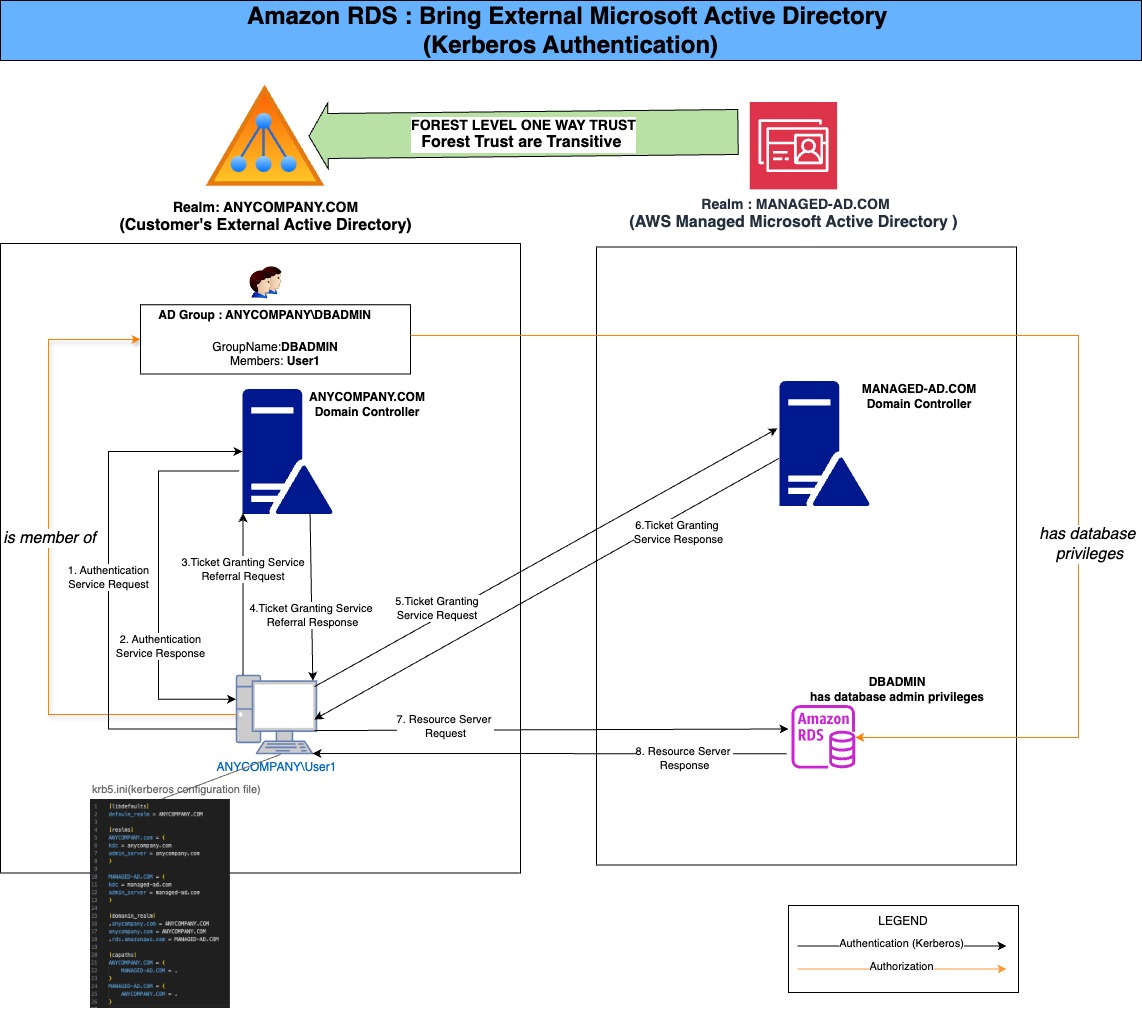 Amazon RDS : Bring External Microsoft Active Directory
(Kerberos Authentication)
FOREST LEVEL ONE WAY TRUST
Forest Trust are Transitive
Realm: ANYCOMPANY.COM
(Customer's External Active Directory)
Realm : MANAGED-AD.COM
(AWS Managed Microsoft Active Directory )
AD Group : ANYCOMPANY\DBADMIN
GroupName:DBADMIN
Members: User1
ANYCOMPANY.COM
Domain Controller
MANAGED-AD.COM
Domain Controller
is member of
has database
privileges
1. Authentication
Service Request
2. Authentication
Service Response
3.Ticket Granting Service
Referral Request
4.Ticket Granting Service
Referral Response
5.Ticket Granting
Service Request
6.Ticket Granting
Service Response
7. Resource Server
Request
8. Resource Server
Response
DBADMIN
has database admin privileges
Amazon
RDS
ANYCOMPANY\User1
krb5.ini(kerberos configuration file)
1 [libdefaults]
2 default_realm = ANYCOMPANY.COM
3
4 [realms]
5 ANYCOMPANY.com = {
6 kdc = anycompany.com
7 admin_server = anycompany.com
8 }
9
10 MANAGED-AD.COM = {
11 kdc = managed-ad.com
12 admin_server = managed-ad.com
13 }
14
15 [domanin_realm]
16 .anycompany.com = ANYCOMPANY.COM
17 anycompany.com = ANYCOMPANY.COM
18 .rds.amazonaws.com = MANAGED-AD.COM
19
20 [capaths]
21 ANYCOMPANY.COM = {
22 MANAGED-AD.COM = .
23 }
24 MANAGED-AD.COM = {
25 ANYCOMPANY.COM = .
26 }
LEGEND
Authentication (Kerberos)
Authorization